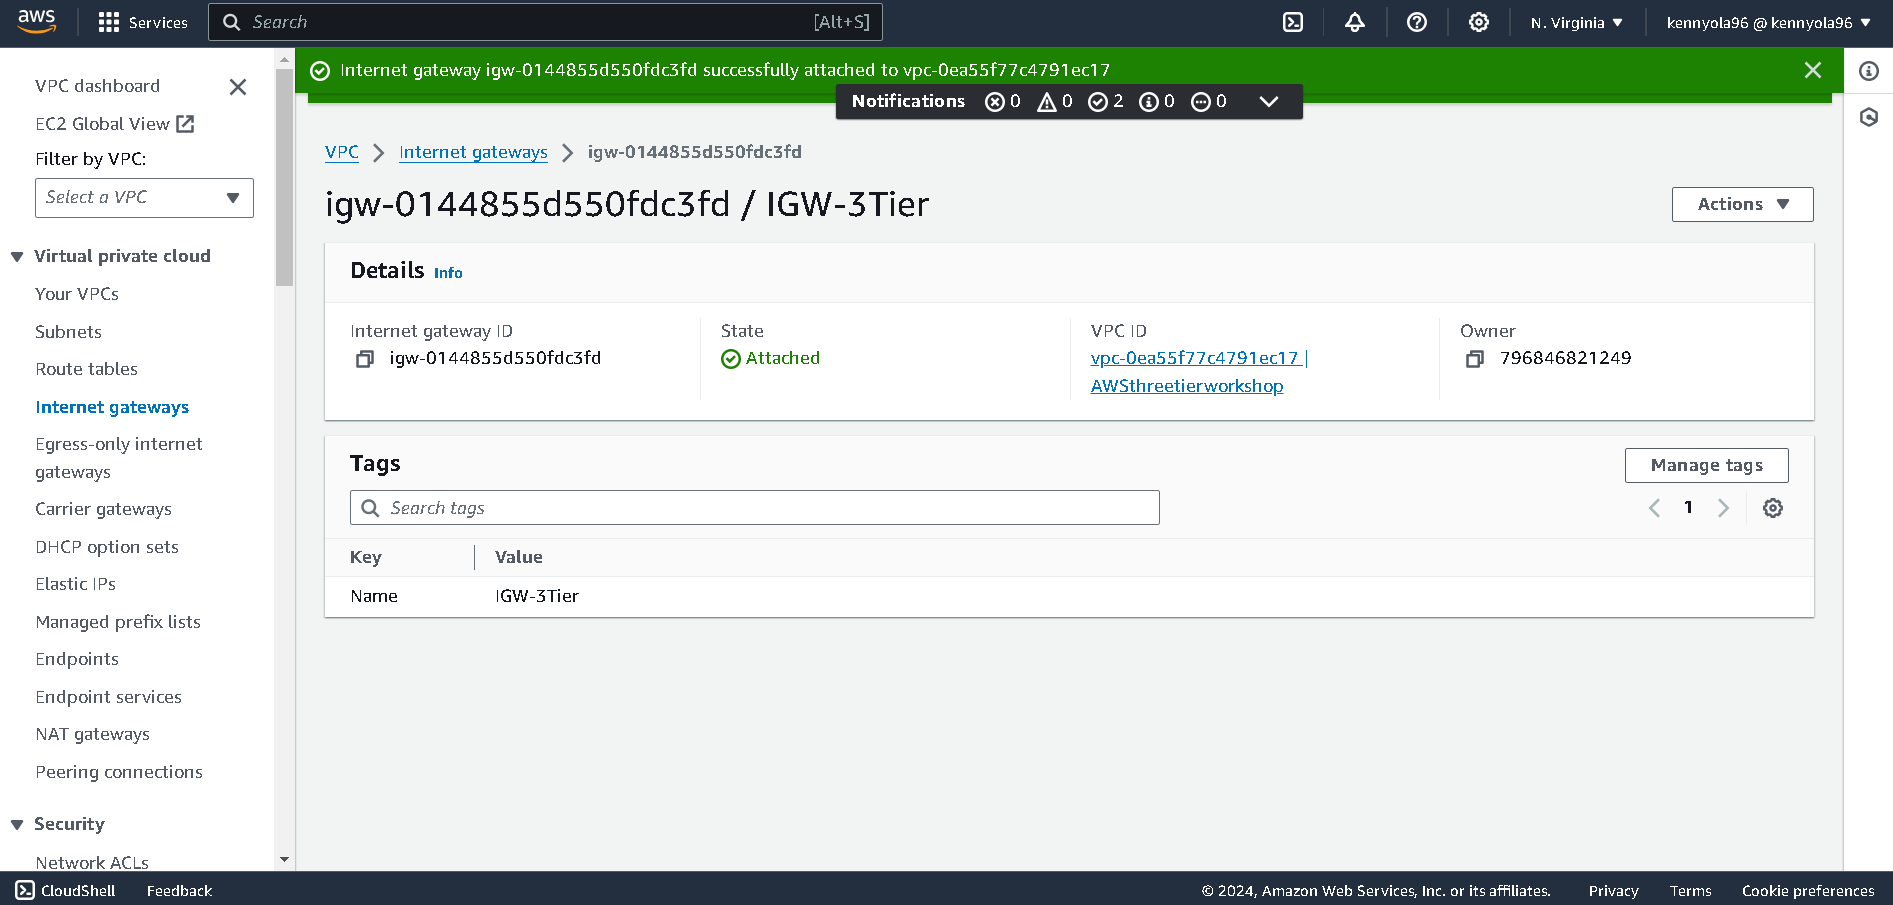 aws
Services
Search
[Alt+S]
N. Virginia
kennyola96 @ kennyola96
VPC dashboard
EC2 Global View
Filter by VPC:
Select a VPC
Virtual private cloud
Your VPCs
Subnets
Route tables
Internet gateways
Egress-only internet
gateways
Carrier gateways
DHCP option sets
Elastic IPs
Managed prefix lists
Endpoints
Endpoint services
NAT gateways
Peering connections
Security
Network ACLs
Internet gateway igw-0144855d550fdc3fd successfully attached to vpc-0ea55f77c4791ec17
Notifications 0 0 2 0 0
VPC
Internet gateways
igw-0144855d550fdc3fd
igw-0144855d550fdc3fd / IGW-3Tier
Actions
Details Info
Internet gateway ID
igw-0144855d550fdc3fd
State
Attached
VPC ID
vpc-0ea55f77c4791ec17 |
AWSthreetierworkshop
Owner
796846821249
Tags
Manage tags
Search tags
1
Key
Value
Name
IGW-3Tier
CloudShell
Feedback
© 2024, Amazon Web Services, Inc. or its affiliates.
Privacy
Terms
Cookie preferences